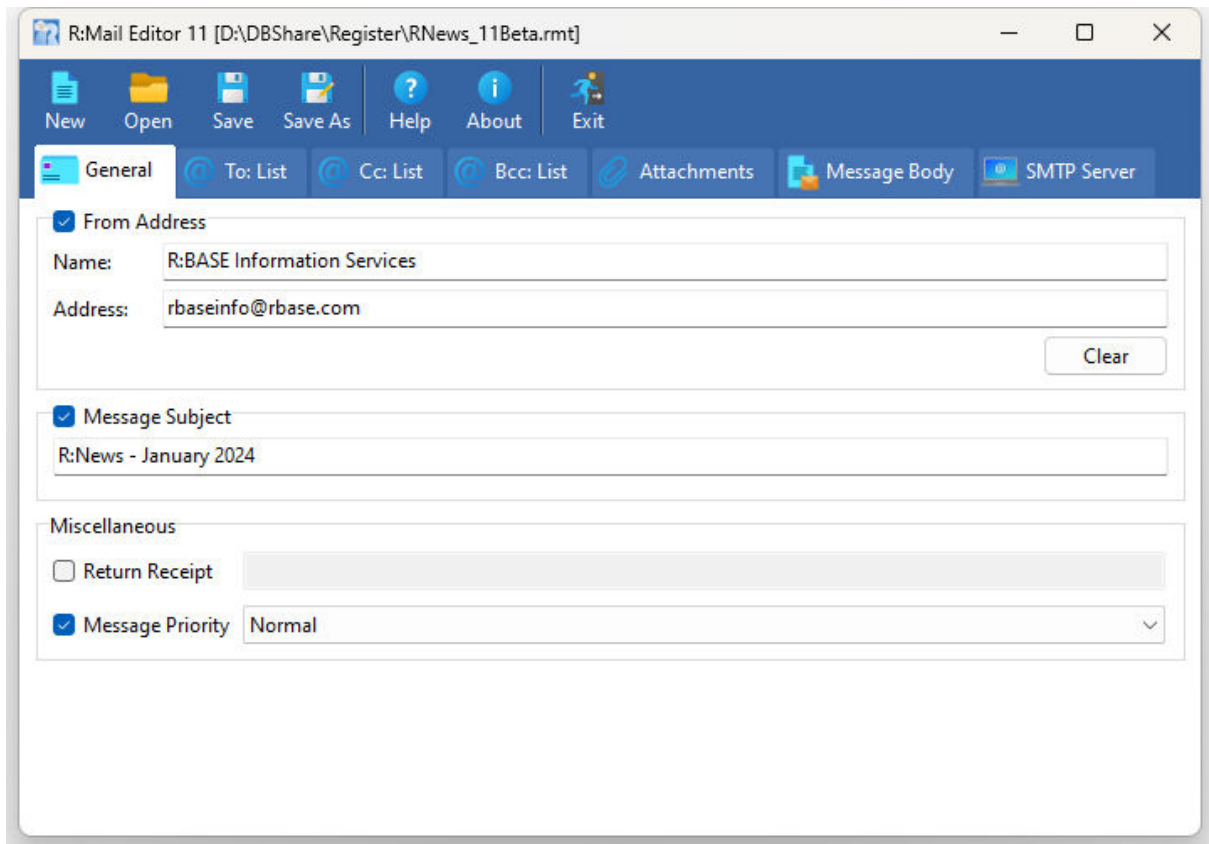 R:Mail Editor 11 [D:\DBShare\Register\RNews_11Beta.rmt]
New Open Save Save As Help About Exit
General To: List Cc: List Bcc: List Attachments Message Body SMTP Server
From Address
Name: R:BASE Information Services
Address: rbaseinfo@rbase.com
Clear
Message Subject
R:News - January 2024
Miscellaneous
Return Receipt
Message Priority Normal